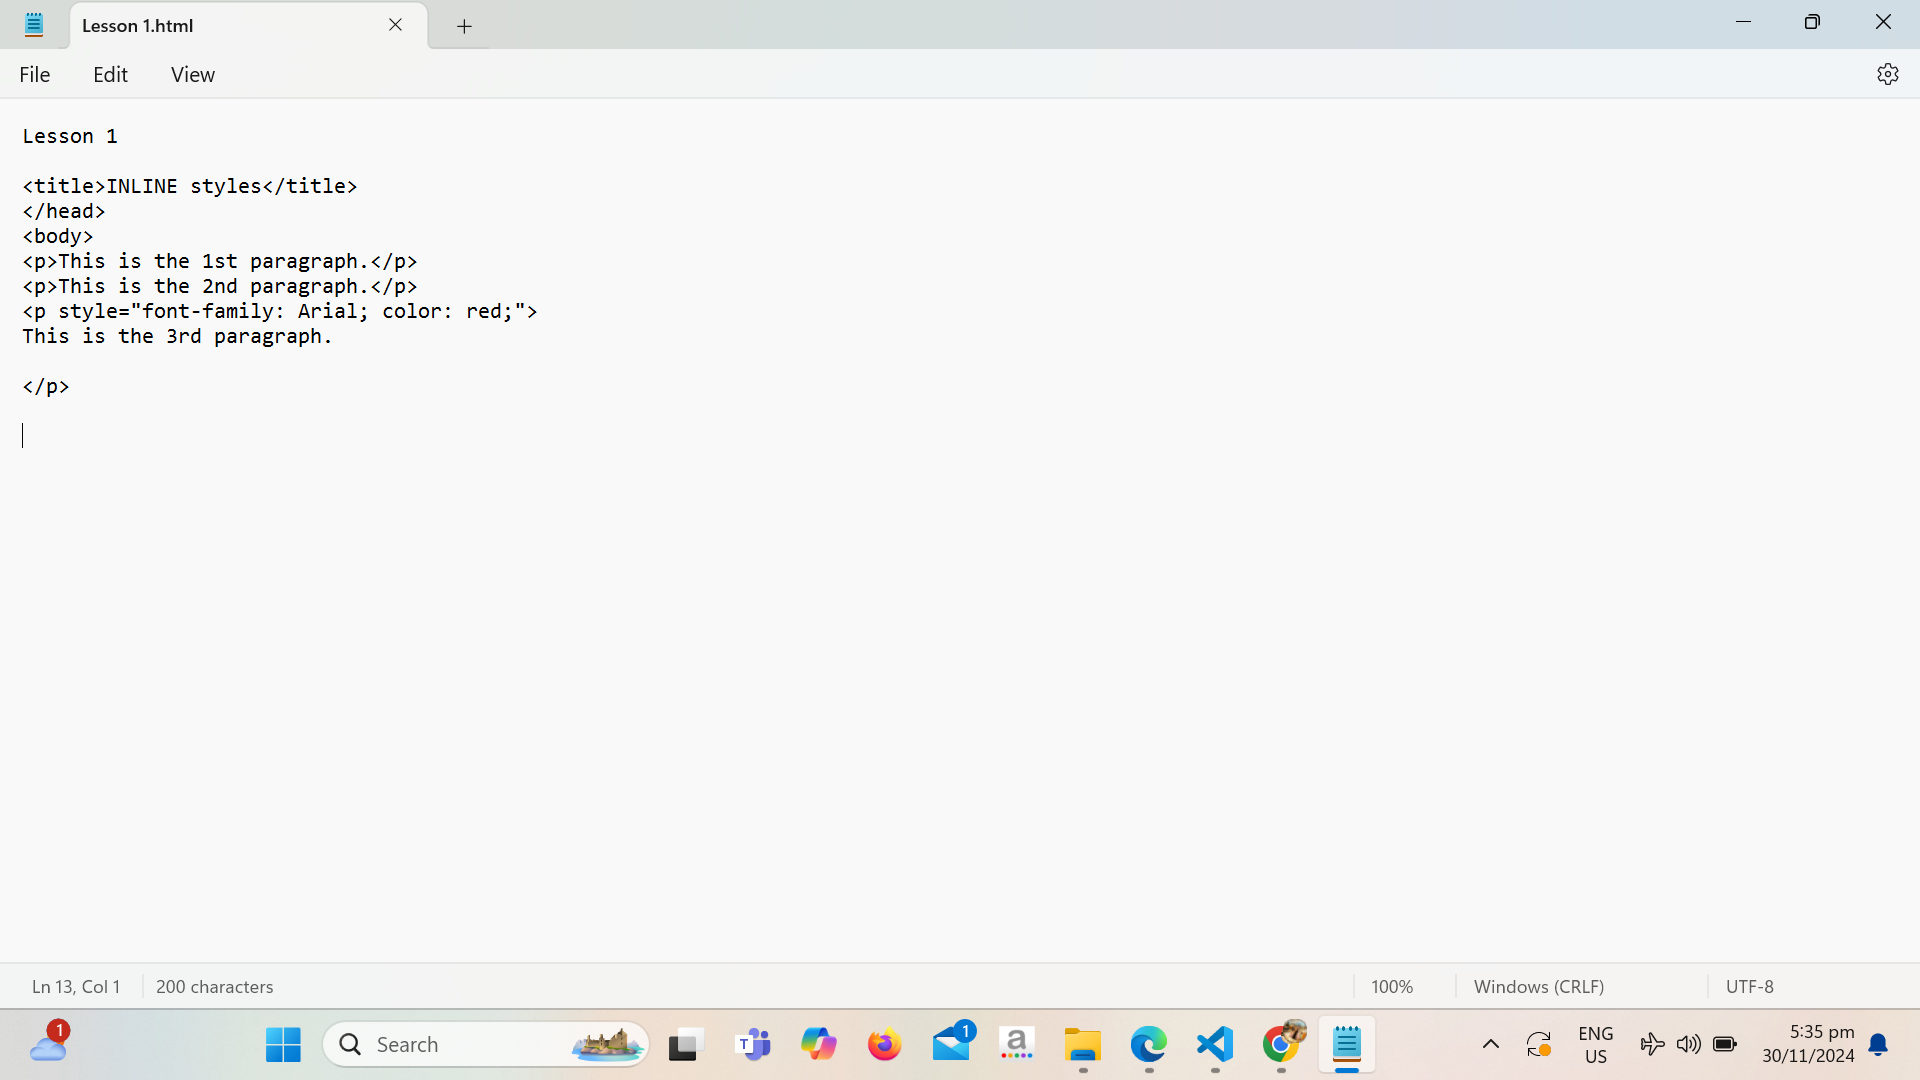 Lesson 1.html
File Edit View
Lesson 1
<title>INLINE styles</title>
</head>
<body>
<p>This is the 1st paragraph.</p>
<p>This is the 2nd paragraph.</p>
<p style="font-family: Arial; color: red;">
This is the 3rd paragraph.
</p>
Ln 13, Col 1 200 characters 100% Windows (CRLF) UTF-8
1 Search T 1 a ENG 5:35 pm
US 30/11/2024